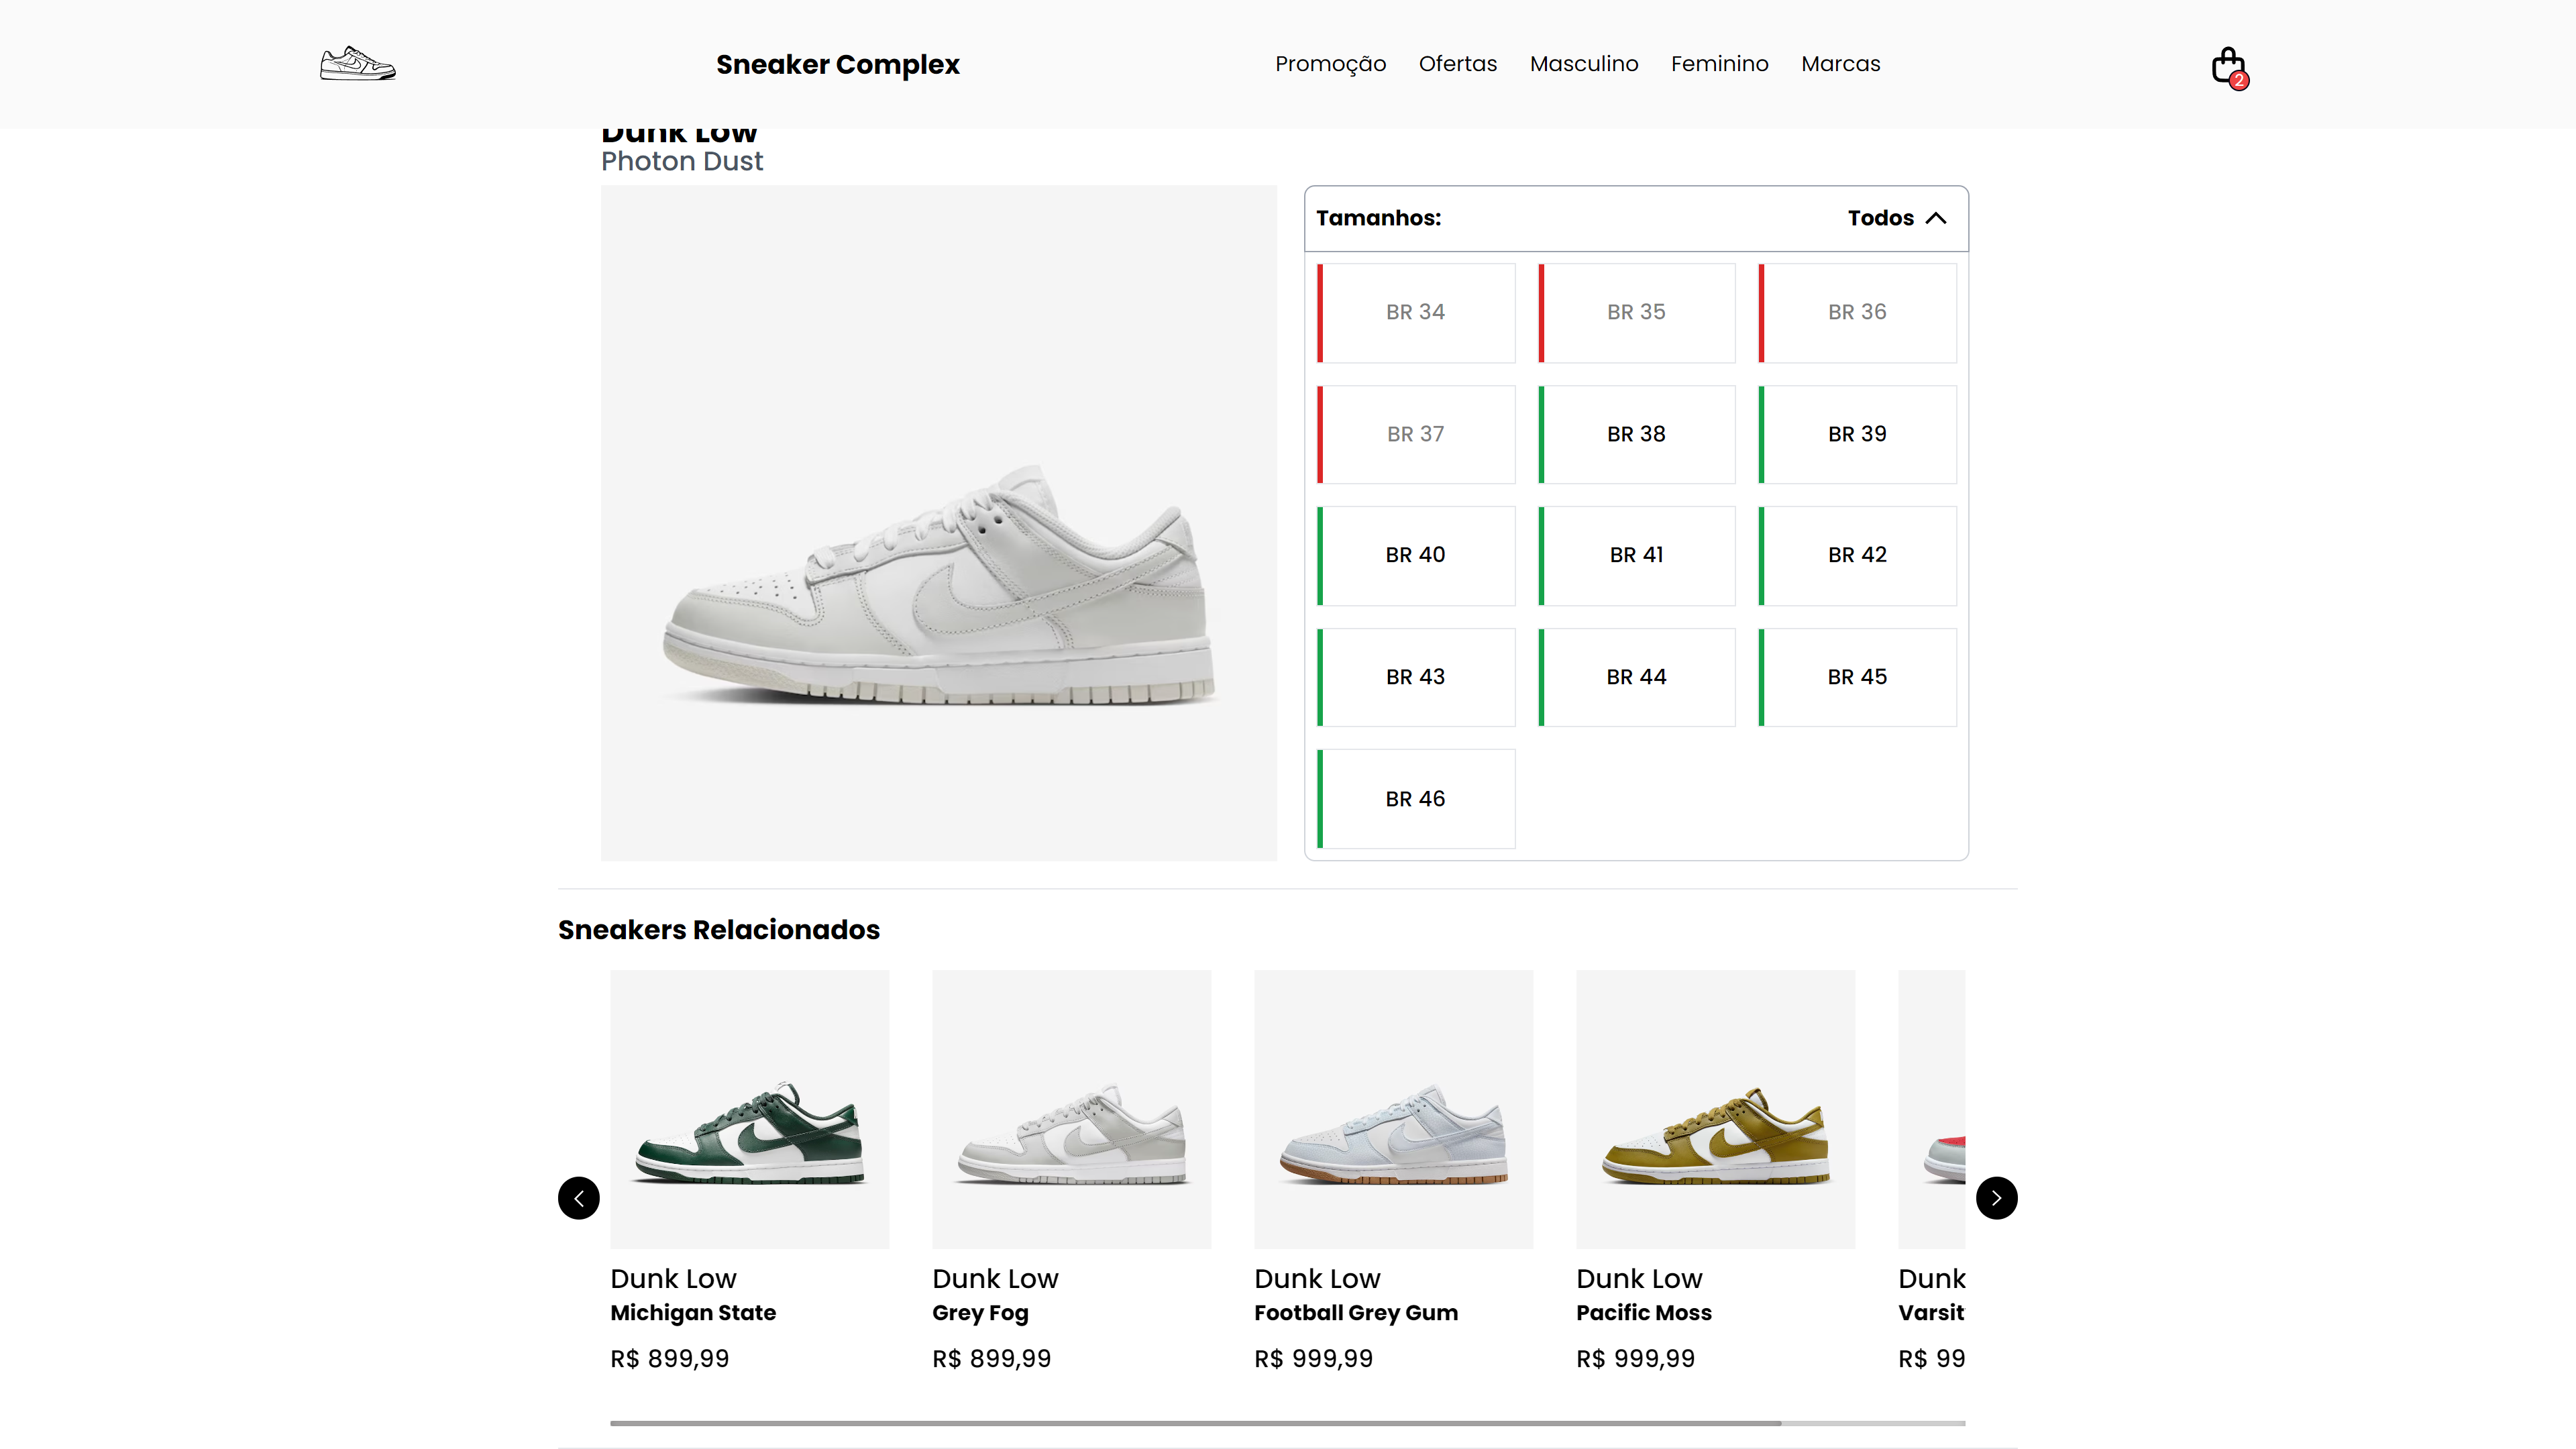 Sneaker Complex
Promoção Ofertas Masculino Feminino Marcas
2
Dunk Low
Photon Dust
Tamanhos: Todos
BR 34 BR 35 BR 36
BR 37 BR 38 BR 39
BR 40 BR 41 BR 42
BR 43 BR 44 BR 45
BR 46
Sneakers Relacionados
Dunk Low
Michigan State
R$ 899,99
Dunk Low
Grey Fog
R$ 899,99
Dunk Low
Football Grey Gum
R$ 999,99
Dunk Low
Pacific Moss
R$ 999,99
Dunk
Varsit
R$ 99